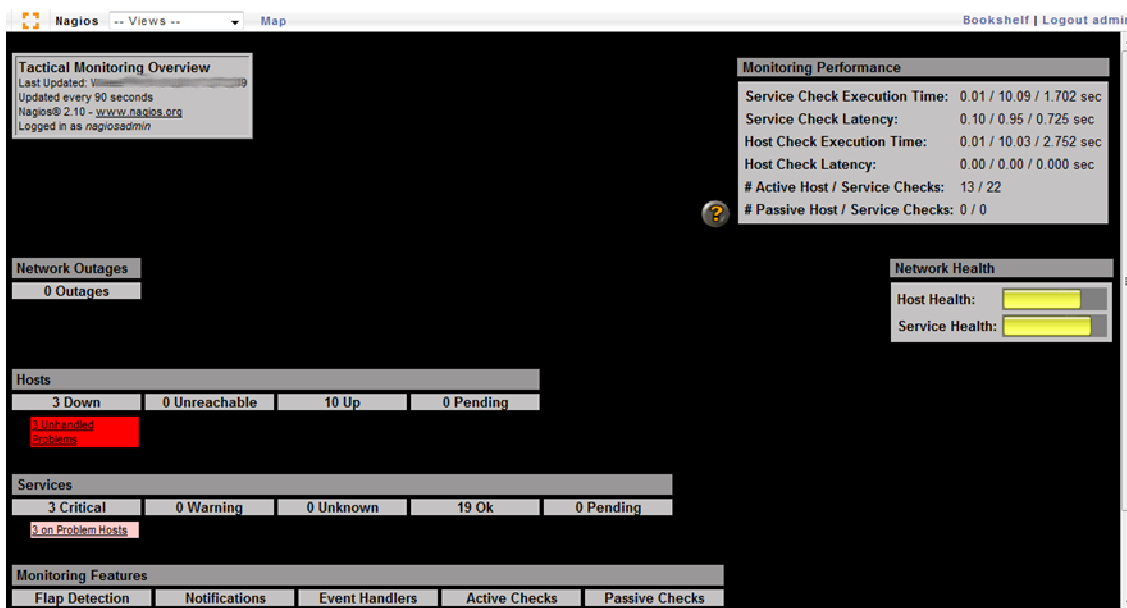 Nagios -- Views -- Map Bookshelf | Logout admin
Tactical Monitoring Overview
Last Updated:
Updated every 90 seconds
Nagios® 2.10 - www.nagios.org
Logged in as nagiosadmin
Monitoring Performance
Service Check Execution Time: 0.01 / 10.09 / 1.702 sec
Service Check Latency: 0.10 / 0.95 / 0.725 sec
Host Check Execution Time: 0.01 / 10.03 / 2.752 sec
Host Check Latency: 0.00 / 0.00 / 0.000 sec
# Active Host / Service Checks: 13 / 22
# Passive Host / Service Checks: 0 / 0
?
Network Outages
0 Outages
Network Health
Host Health:
Service Health:
Hosts
3 Down 0 Unreachable 10 Up 0 Pending
3 Unhandled
Problems
Services
3 Critical 0 Warning 0 Unknown 19 Ok 0 Pending
3 on Problem Hosts
Monitoring Features
Flap Detection Notifications Event Handlers Active Checks Passive Checks